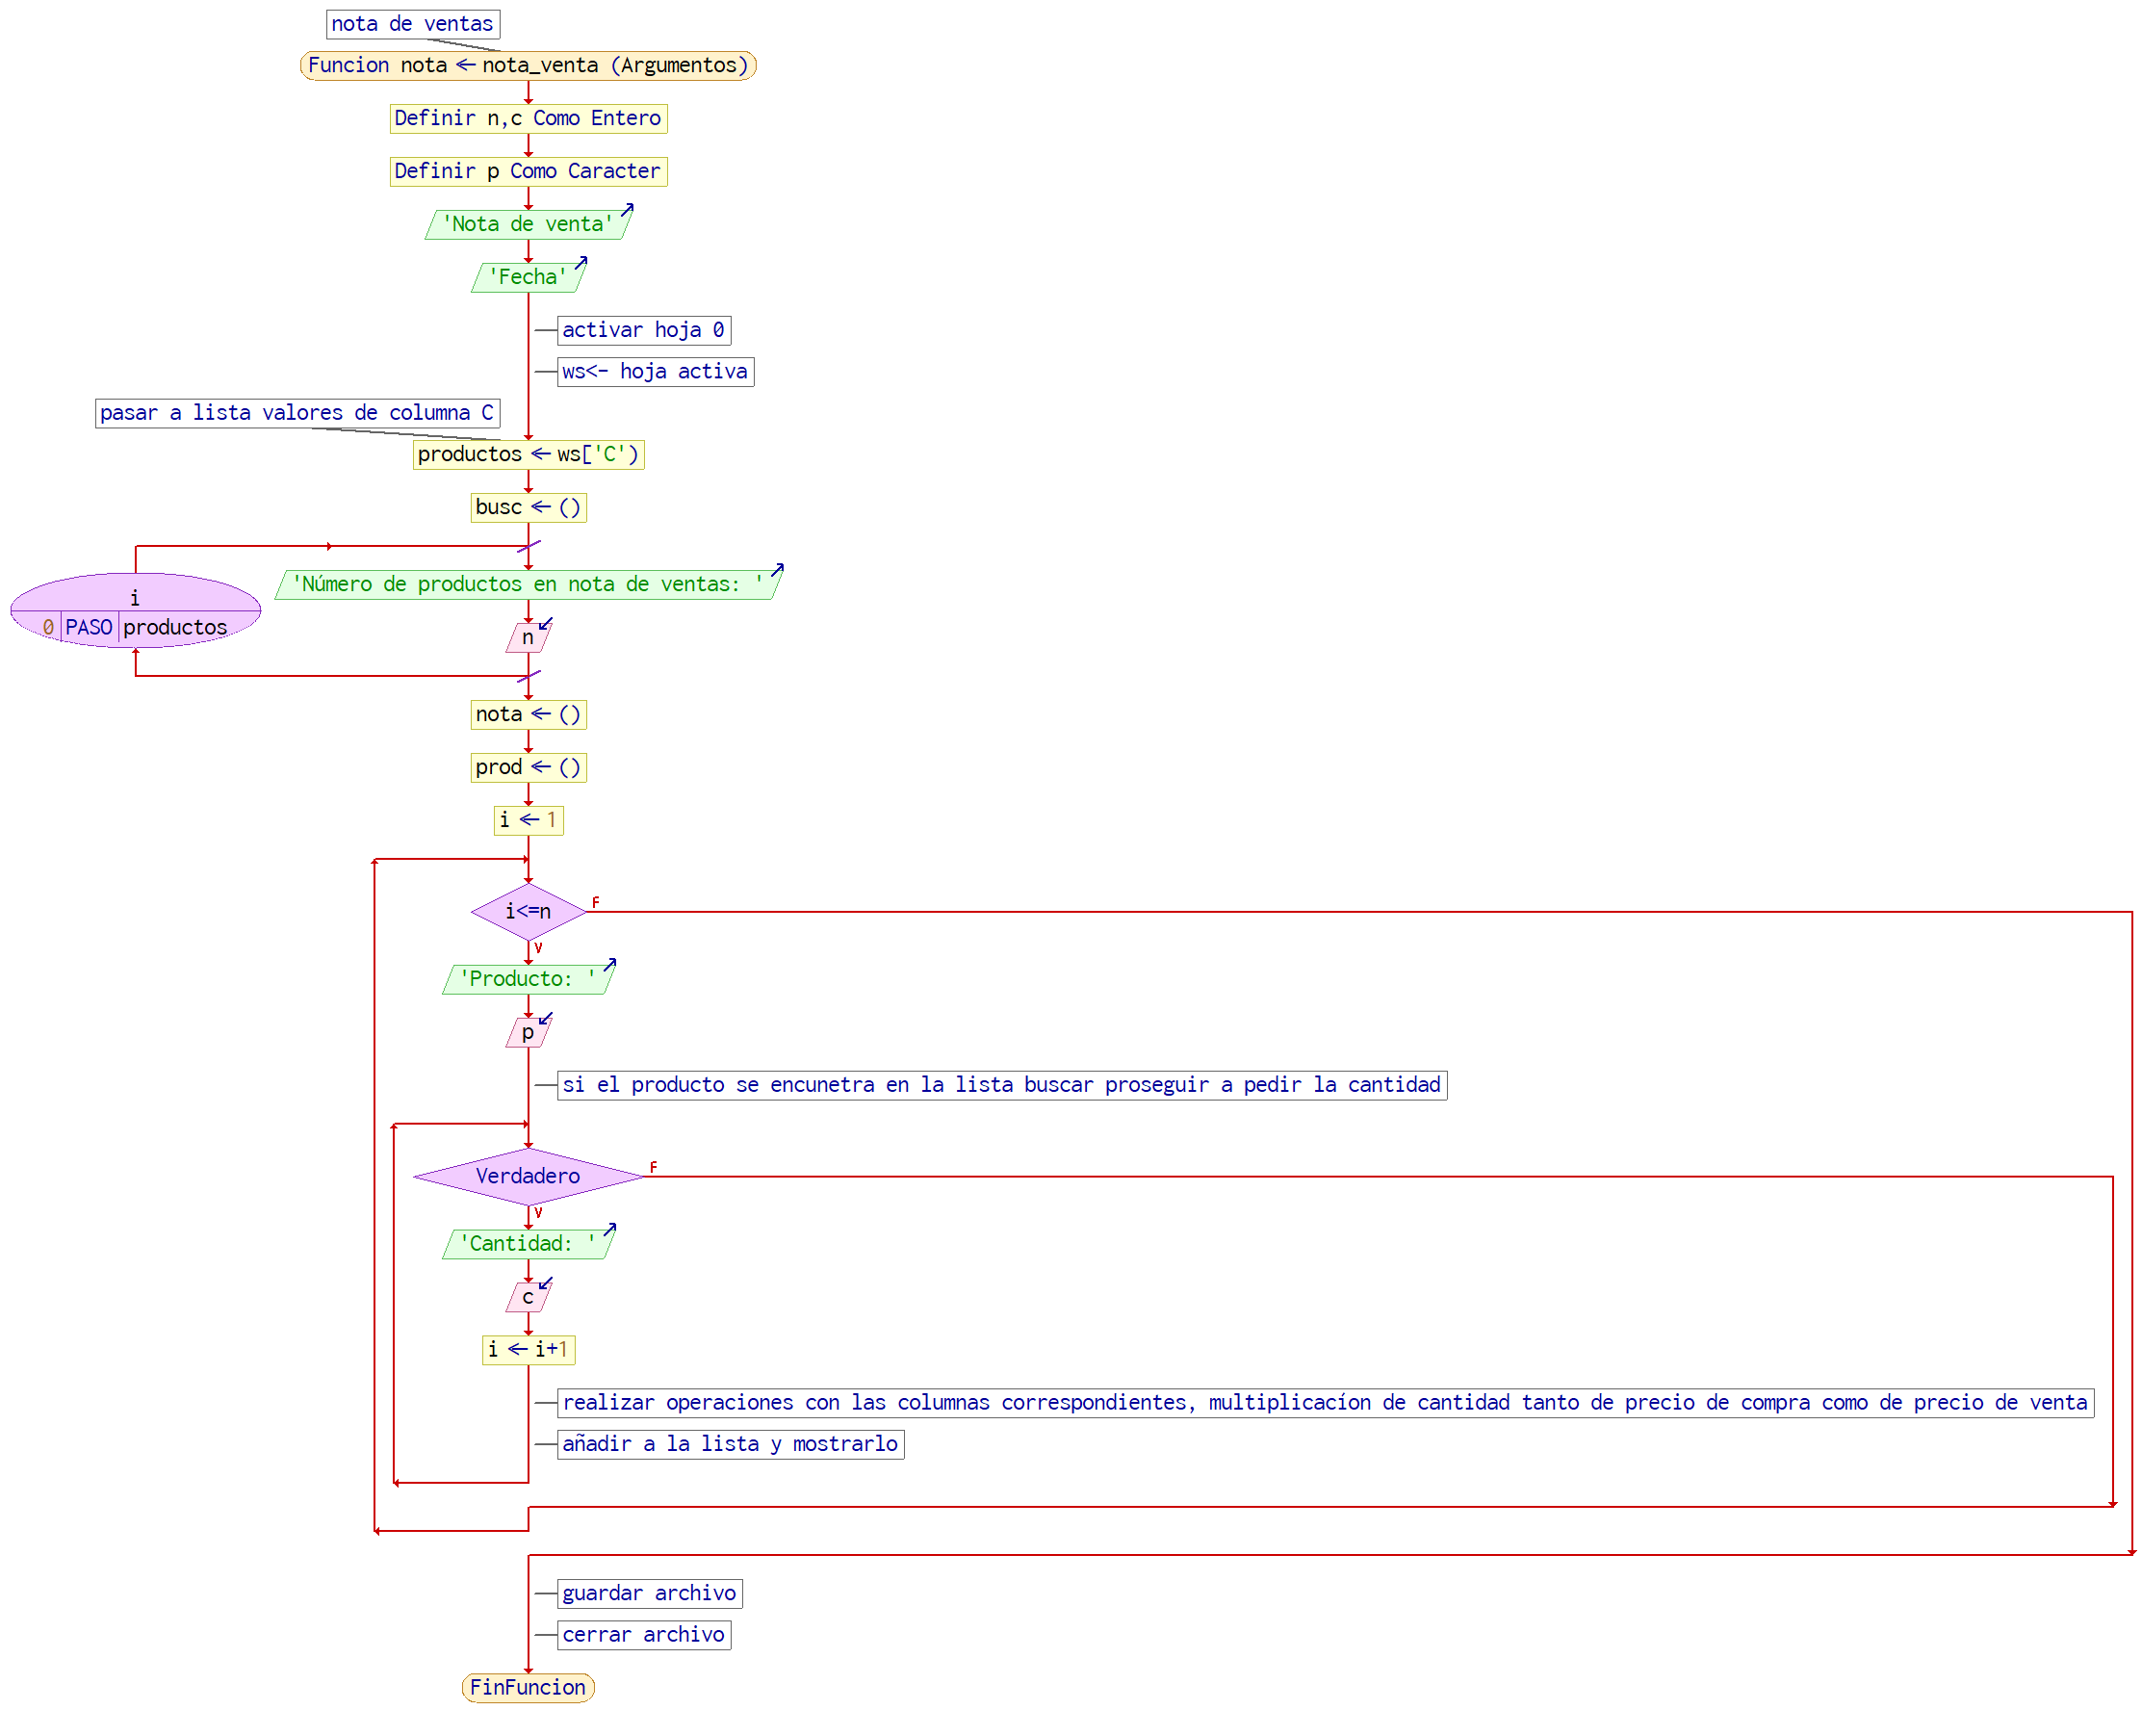 nota de ventas
Funcion nota ← nota_venta (Argumentos)
Definir n,c Como Entero
Definir p Como Caracter
'Nota de venta'
'Fecha'
activar hoja 0
ws<- hoja activa
pasar a lista valores de columna C
productos ← ws['C')
busc ← ()
'Número de productos en nota de ventas: '
i
0 PASO productos
n
nota ← ()
prod ← ()
i ← 1
i<=n
F
V
'Producto: '
p
si el producto se encunetra en la lista buscar proseguir a pedir la cantidad
Verdadero
F
V
'Cantidad: '
c
i ← i+1
realizar operaciones con las columnas correspondientes, multiplicacíon de cantidad tanto de precio de compra como de precio de venta
añadir a la lista y mostrarlo
guardar archivo
cerrar archivo
FinFuncion